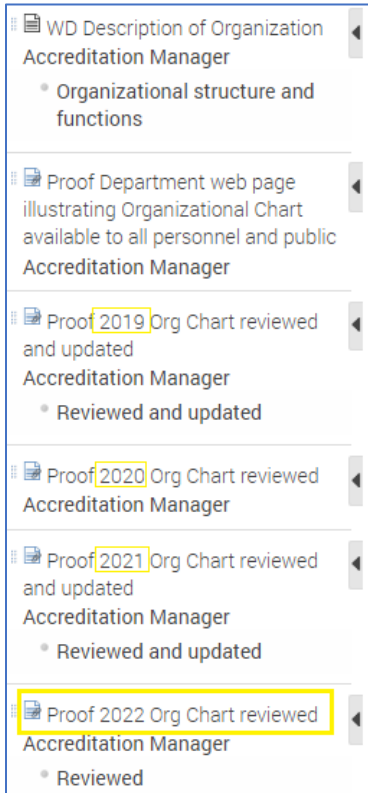 WD Description of Organization
Accreditation Manager
Organizational structure and
functions
Proof Department web page
illustrating Organizational Chart
available to all personnel and public
Accreditation Manager
Proof 2019 Org Chart reviewed
and updated
Accreditation Manager
Reviewed and updated
Proof 2020 Org Chart reviewed
Accreditation Manager
Proof 2021 Org Chart reviewed
and updated
Accreditation Manager
Reviewed and updated
Proof 2022 Org Chart reviewed
Accreditation Manager
Reviewed